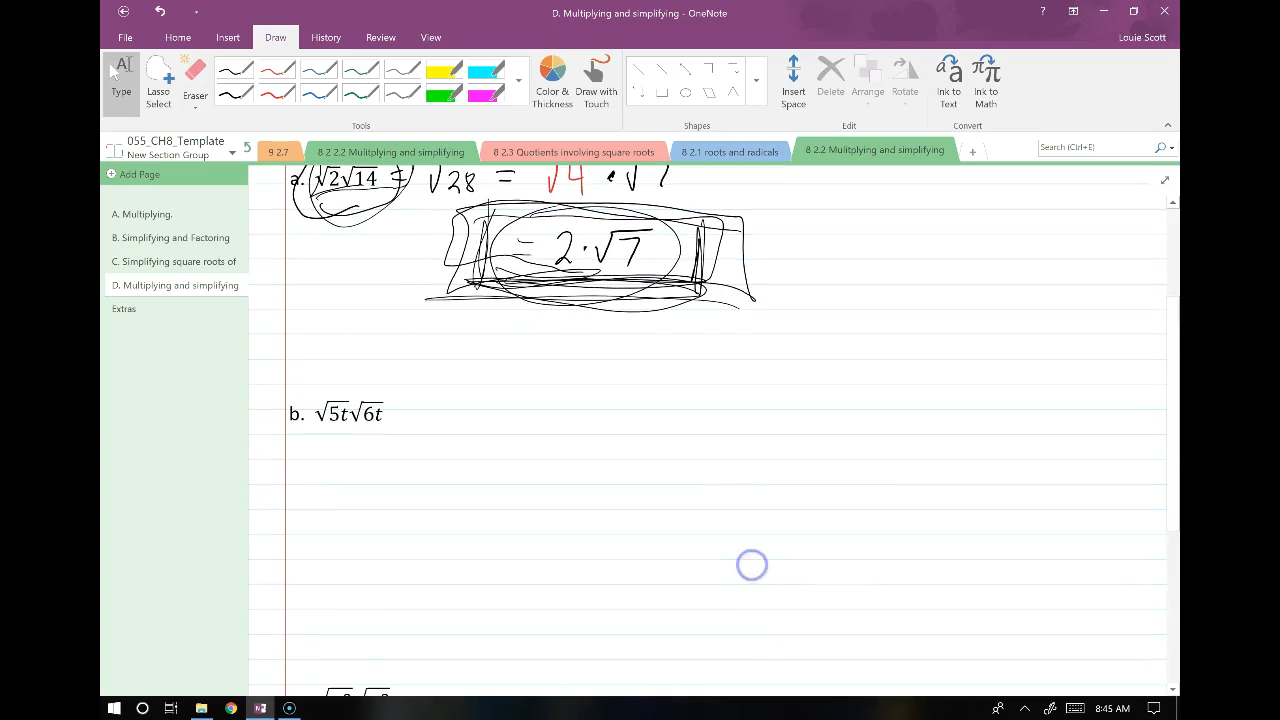 D. Multiplying and simplifying - OneNote
?
File Home Insert Draw History Review View
Louie Scott
Type
Lasso Select
Eraser
Color & Thickness
Draw with Touch
Insert Space
Delete
Arrange
Rotate
Ink to Text
Ink to Math
Tools
Shapes
Edit
Convert
055_CH8_Template
New Section Group
9 2.7
8 2.2.2 Mulitplying and simplifying
8 2.3 Quotients involving square roots
8 2.1 roots and radicals
8 2.2 Mulitplying and simplifying
Search (Ctrl+E)
Add Page
A. Multiplying.
B. Simplifying and Factoring
C. Simplifying square roots of
D. Multiplying and simplifying
Extras
a. √2√14 = √28 = √4 • √7
= 2 · √7
b. √5t√6t
8:45 AM